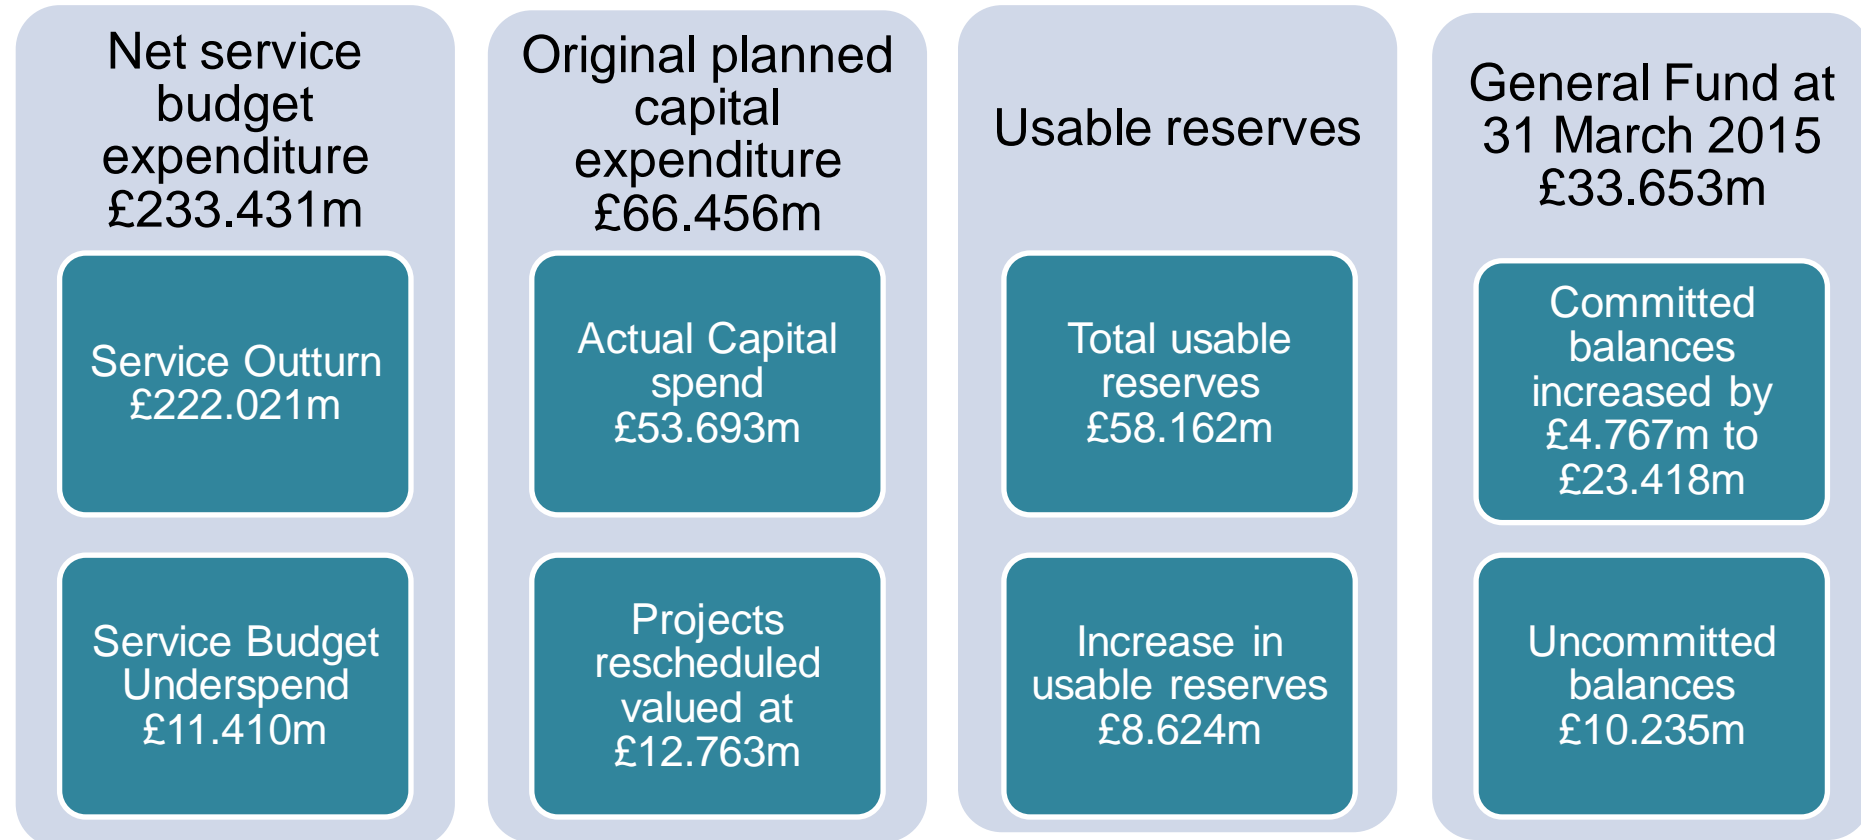 Net service
budget
expenditure
£233.431m
Service Outturn
£222.021m
Service Budget
Underspend
£11.410m
Original planned
capital
expenditure
£66.456m
Actual Capital
spend
£53.693m
Projects
rescheduled
valued at
£12.763m
Usable reserves
Total usable
reserves
£58.162m
Increase in
usable reserves
£8.624m
General Fund at
31 March 2015
£33.653m
Committed
balances
increased by
£4.767m to
£23.418m
Uncommitted
balances
£10.235m